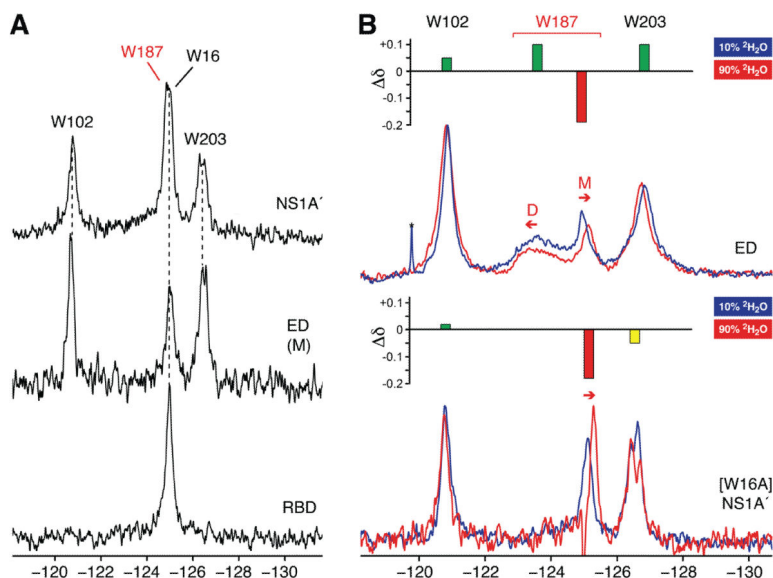 A
W187
W16
W102
W203
NS1A´
ED
(M)
RBD
−120 −124 −126 −128 −130
B
W102 W187 W203
10% ²H₂O
90% ²H₂O
+0.1
0
-0.1
-0.2
Δδ
D
M
*
ED
+0.1
0
-0.1
-0.2
Δδ
10% ²H₂O
90% ²H₂O
[W16A]
NS1A´
−120 −122 −124 −126 −128 −130